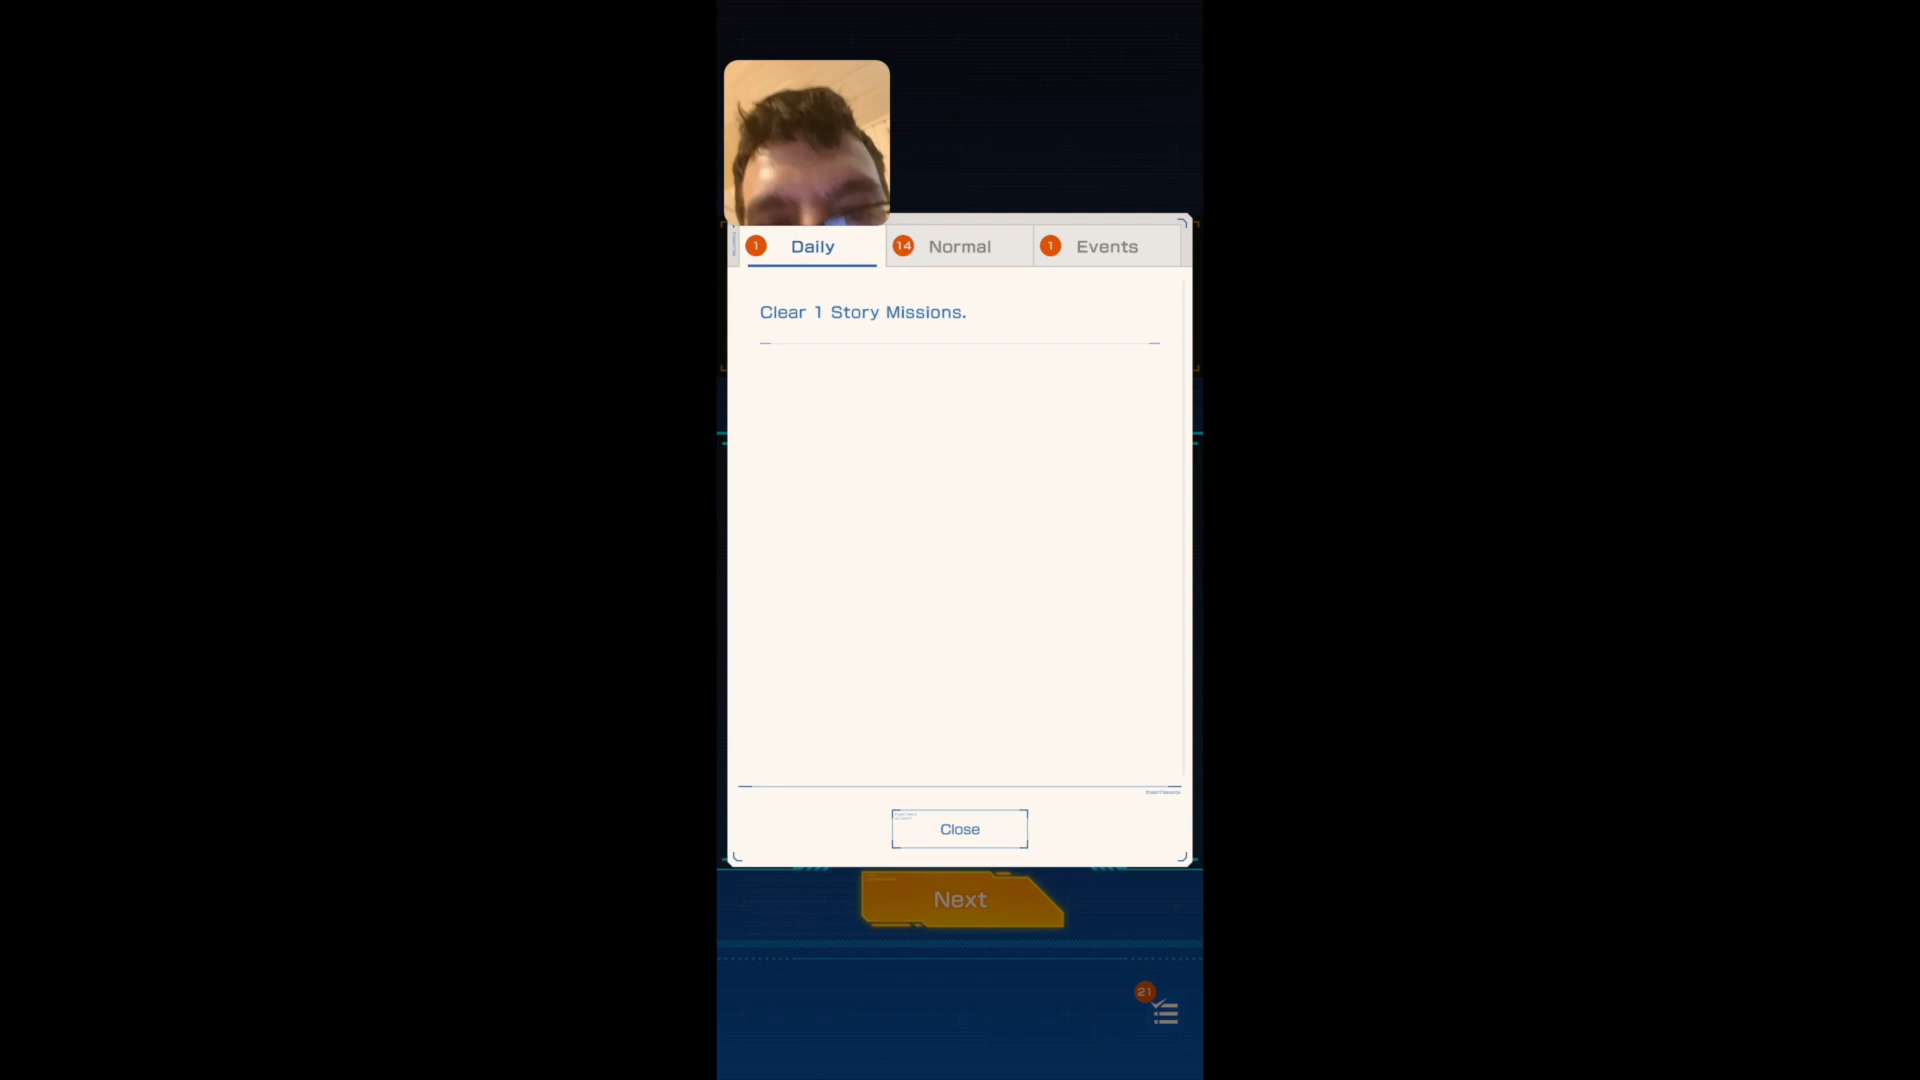 1 Daily
14 Normal
1 Events
Clear 1 Story Missions.
Close
Next
21